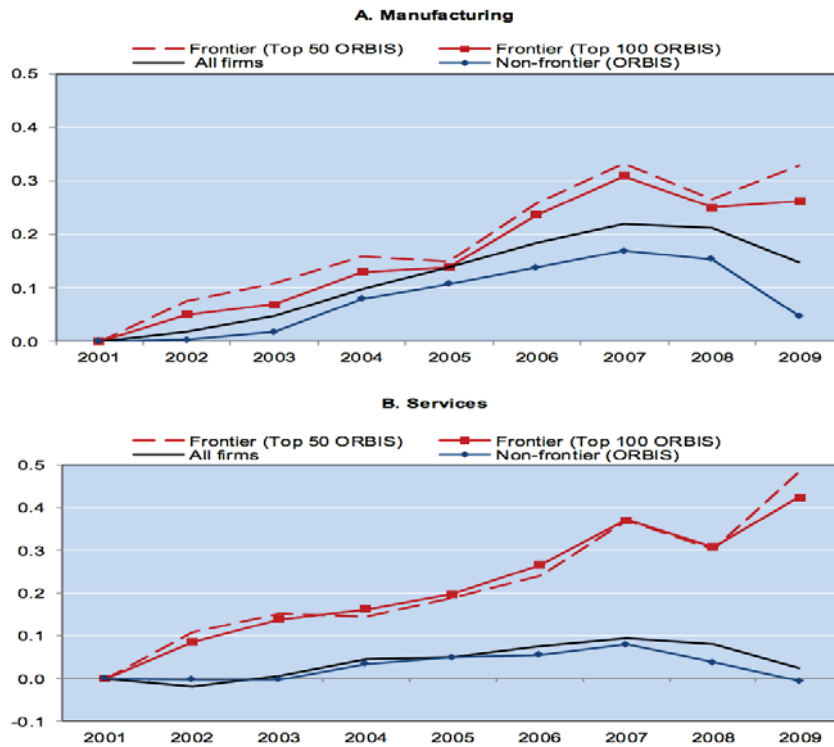 A. Manufacturing
Frontier (Top 50 ORBIS) Frontier (Top 100 ORBIS)
All firms Non-frontier (ORBIS)
0.5
0.4
0.3
0.2
0.1
0.0
2001 2002 2003 2004 2005 2006 2007 2008 2009
B. Services
Frontier (Top 50 ORBIS) Frontier (Top 100 ORBIS)
All firms Non-frontier (ORBIS)
0.5
0.4
0.3
0.2
0.1
0.0
-0.1
2001 2002 2003 2004 2005 2006 2007 2008 2009